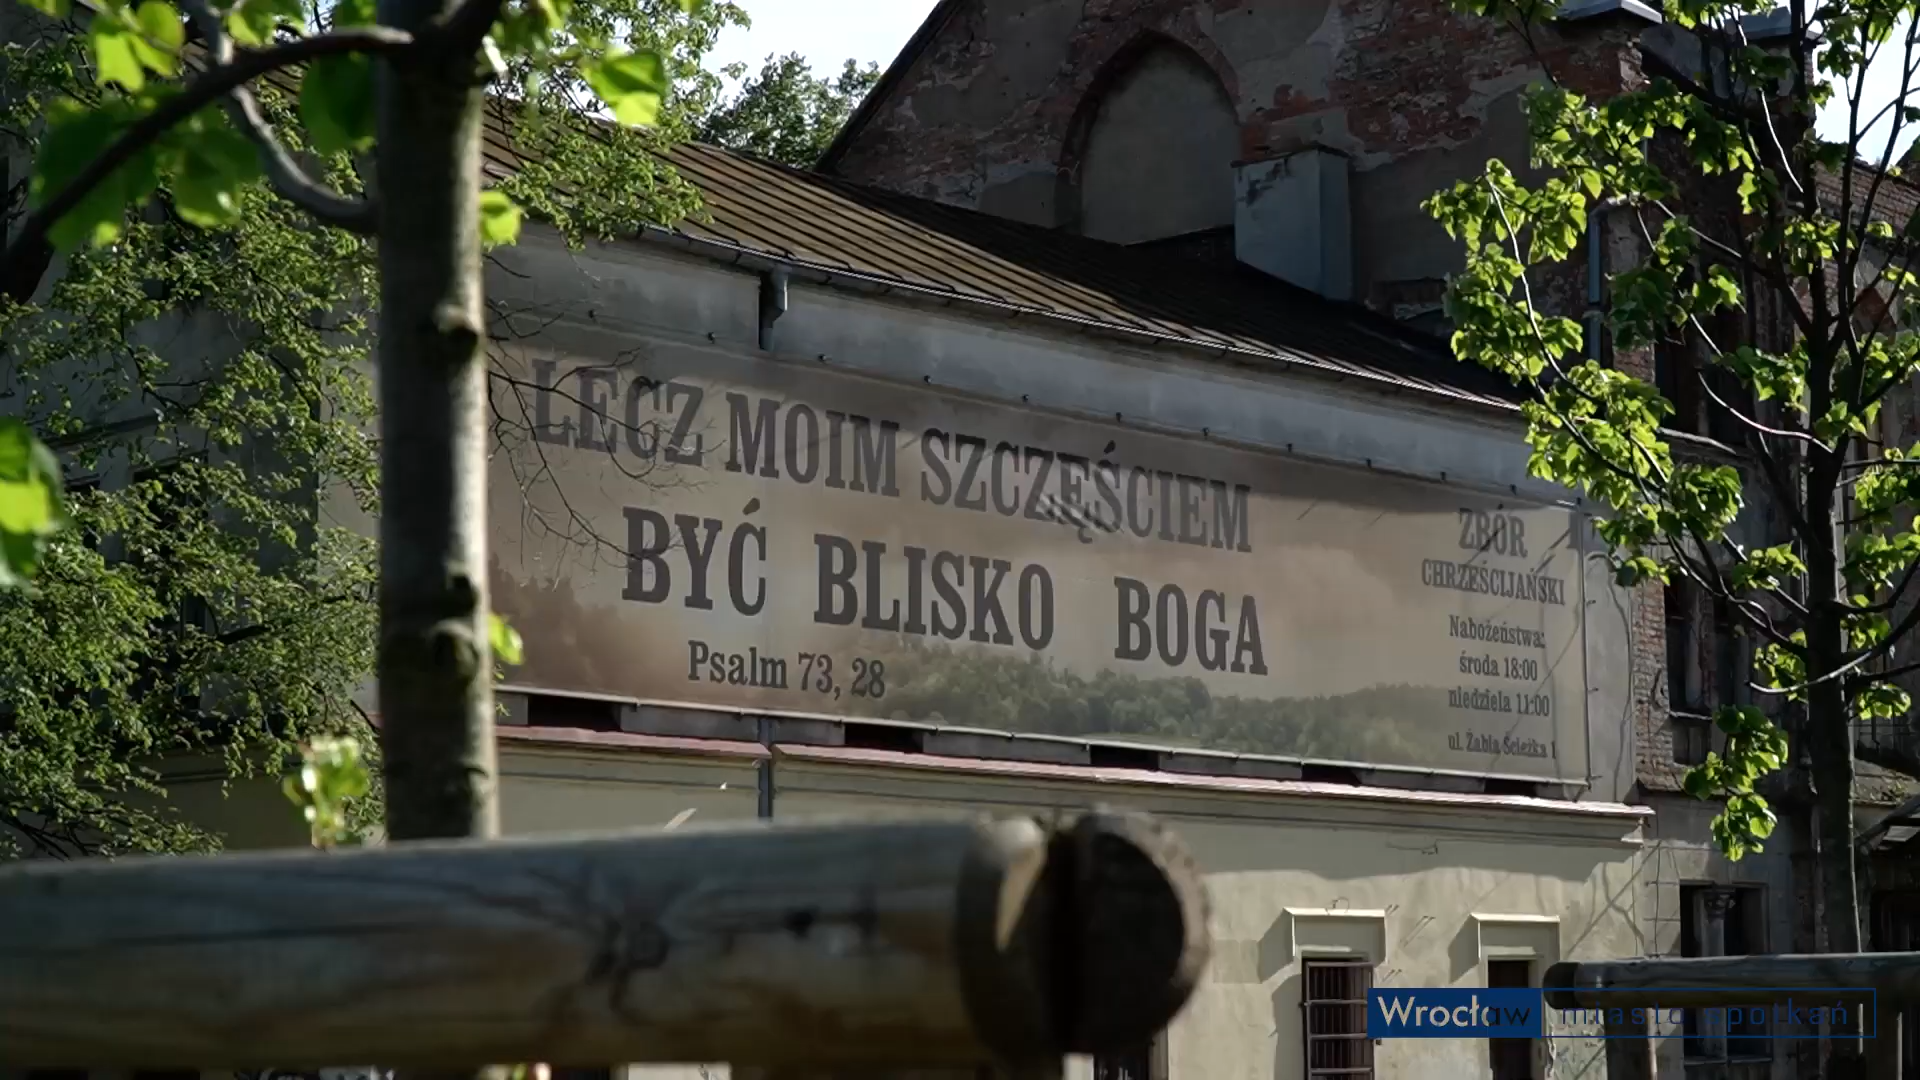 LECZ MOIM SZCZĘŚCIEM
BYĆ BLISKO BOGA
Psalm 73, 28
ZBÓR
CHRZEŚCIJAŃSKI
Nabożeństwa:
środa 18:00
niedziela 11:00
ul. Żabia Ścieżka 1
Wrocław miasto spotkań